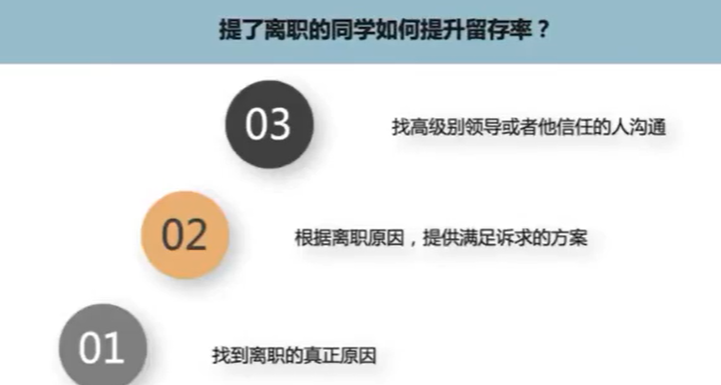 提了离职的同学如何提升留存率？
03
找高级别领导或者他信任的人沟通
02
根据离职原因，提供满足诉求的方案
01
找到离职的真正原因